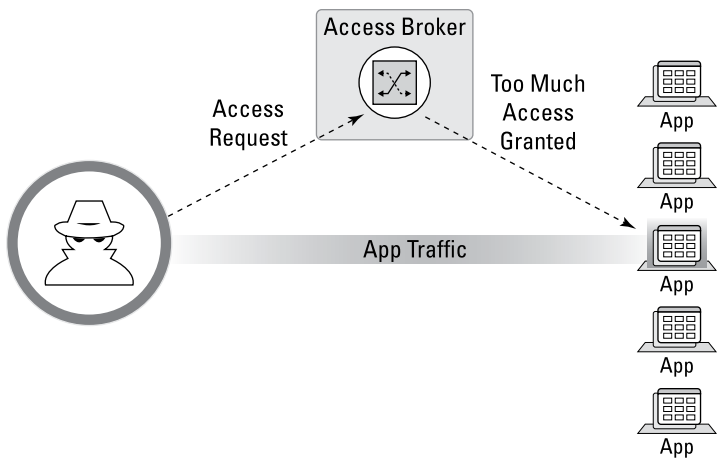 Access Broker
Access
Request
Too Much
Access
Granted
App Traffic
App
App
App
App
App